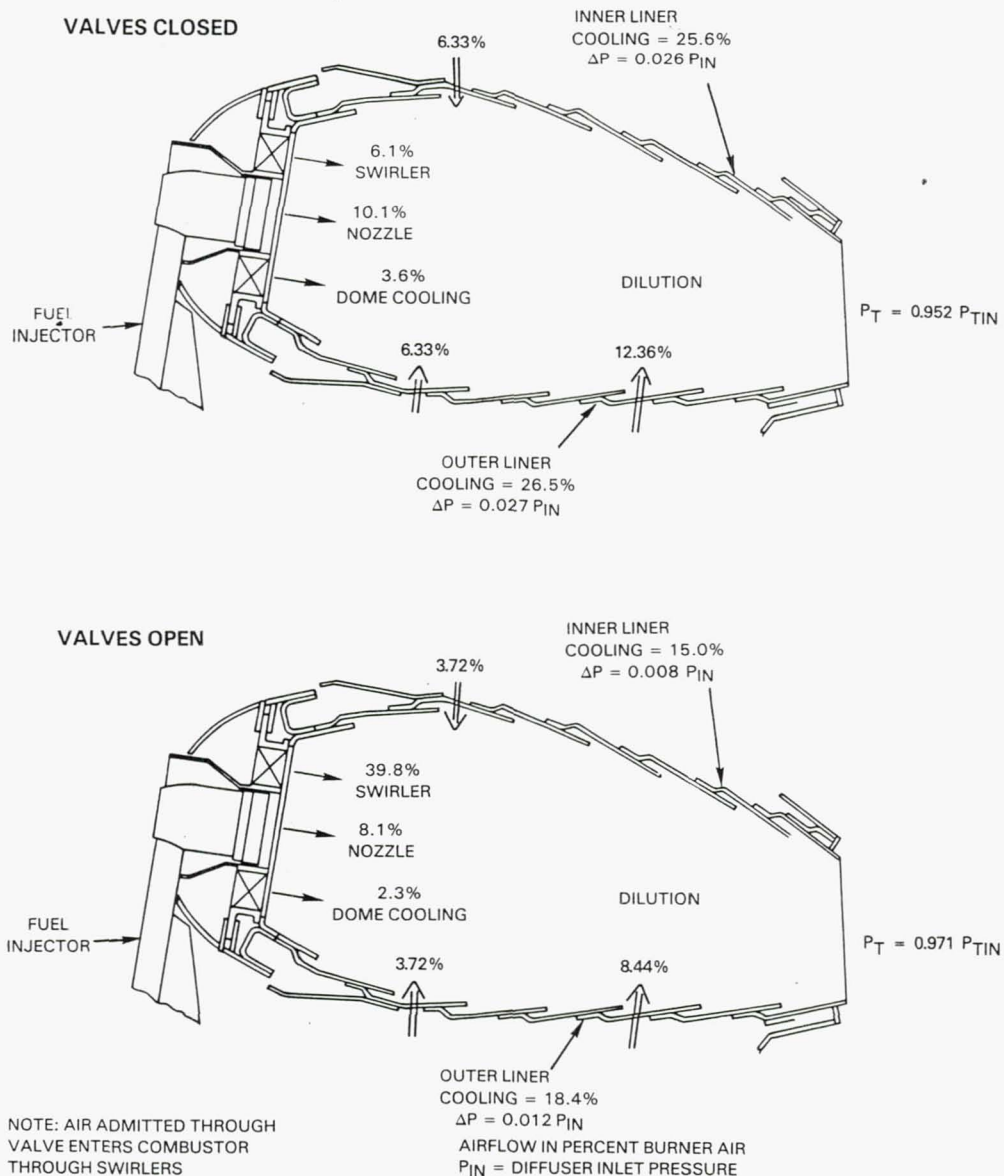 VALVES CLOSED
INNER LINER
COOLING = 25.6%
ΔP = 0.026 PIN
6.33%
6.1%
SWIRLER
10.1%
NOZZLE
3.6%
DOME COOLING
DILUTION
FUEL
INJECTOR
PT = 0.952 PTIN
6.33%
12.36%
OUTER LINER
COOLING = 26.5%
ΔP = 0.027 PIN
VALVES OPEN
INNER LINER
COOLING = 15.0%
ΔP = 0.008 PIN
3.72%
39.8%
SWIRLER
8.1%
NOZZLE
2.3%
DOME COOLING
DILUTION
FUEL
INJECTOR
PT = 0.971 PTIN
3.72%
8.44%
OUTER LINER
COOLING = 18.4%
ΔP = 0.012 PIN
NOTE: AIR ADMITTED THROUGH
VALVE ENTERS COMBUSTOR
THROUGH SWIRLERS
AIRFLOW IN PERCENT BURNER AIR
PIN = DIFFUSER INLET PRESSURE